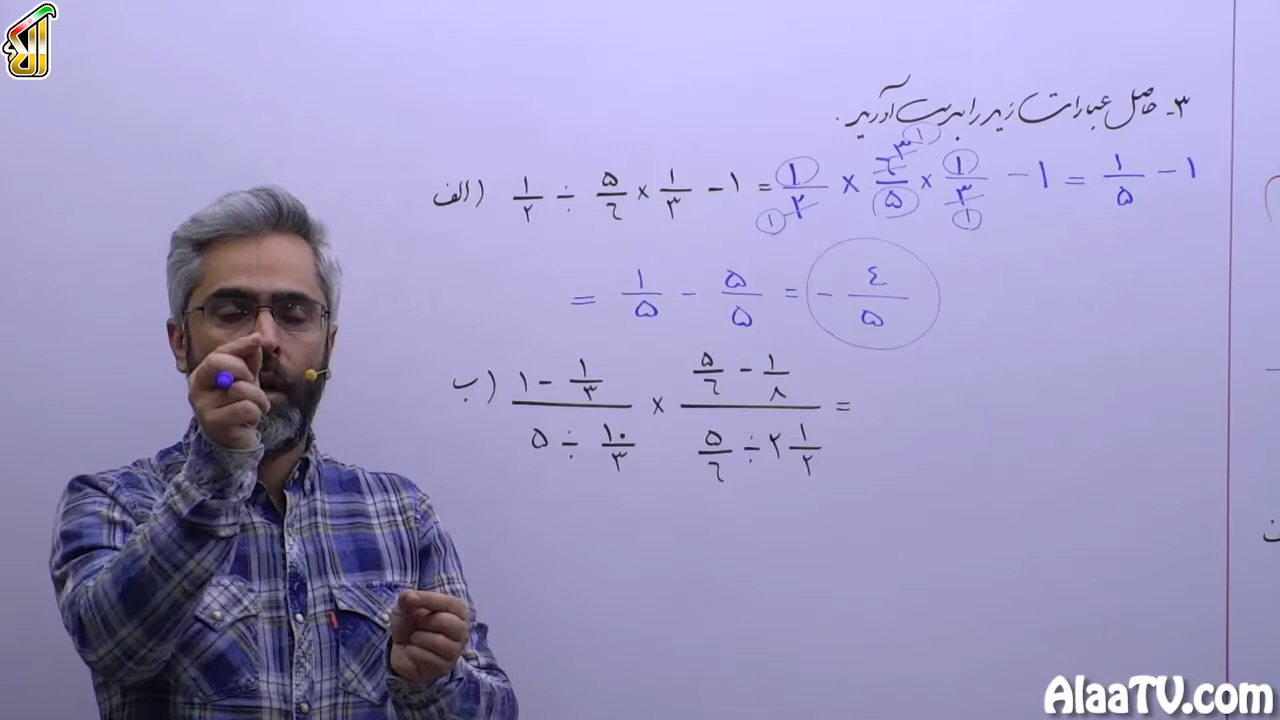 ۳- حاصل عبارات زیر را بدست آورید.
الف) ۱/۲ ÷ ۵/۶ × ۱/۳ - ۱ = ۱/۲ × ۶/۵ × ۱/۳ - ۱ = ۱/۵ - ۱
= ۱/۵ - ۵/۵ = - ۴/۵
ب) (۱ - ۱/۳)/(۵ ÷ ۱۰/۳) × (۵/۶ - ۱/۸)/(۵/۶ ÷ ۲ ۱/۲) =
AlaaTV.com